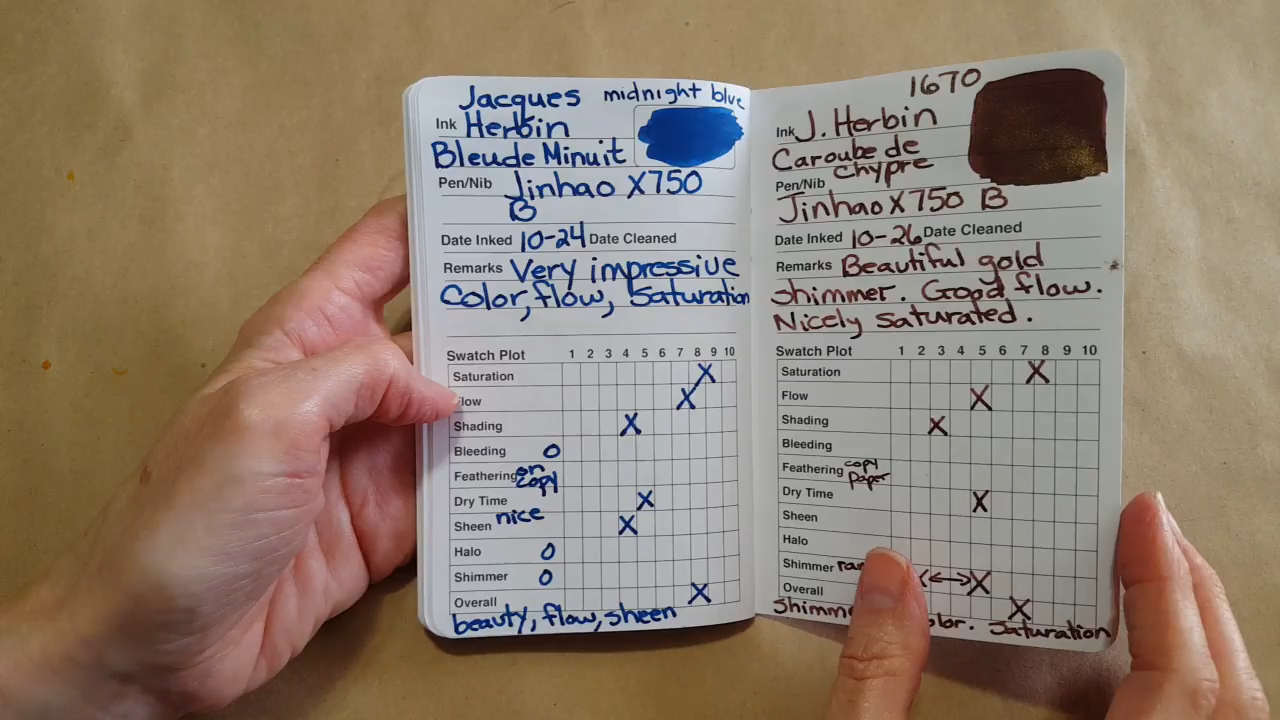 Jacques midnight blue
Ink Herbin
Bleude Minuit
Pen/Nib Jinhao X750
B
Date Inked 10-24 Date Cleaned
Remarks Very impressive
Color, flow, Saturation
Swatch Plot 1 2 3 4 5 6 7 8 9 10
Saturation X
Flow X
Shading X
Bleeding O
Feathering on copy
Dry Time X
Sheen nice X
Halo O
Shimmer O
Overall X
beauty, flow, sheen
1670
Ink J. Herbin
Caroube de
chypre
Pen/Nib
Jinhao X750 B
Date Inked 10-26 Date Cleaned
Remarks Beautiful gold
shimmer. Good flow.
Nicely saturated.
Swatch Plot 1 2 3 4 5 6 7 8 9 10
Saturation X
Flow X
Shading X
Bleeding
Feathering copy paper
Dry Time X
Sheen
Halo
Shimmer X
Overall X
Saturation